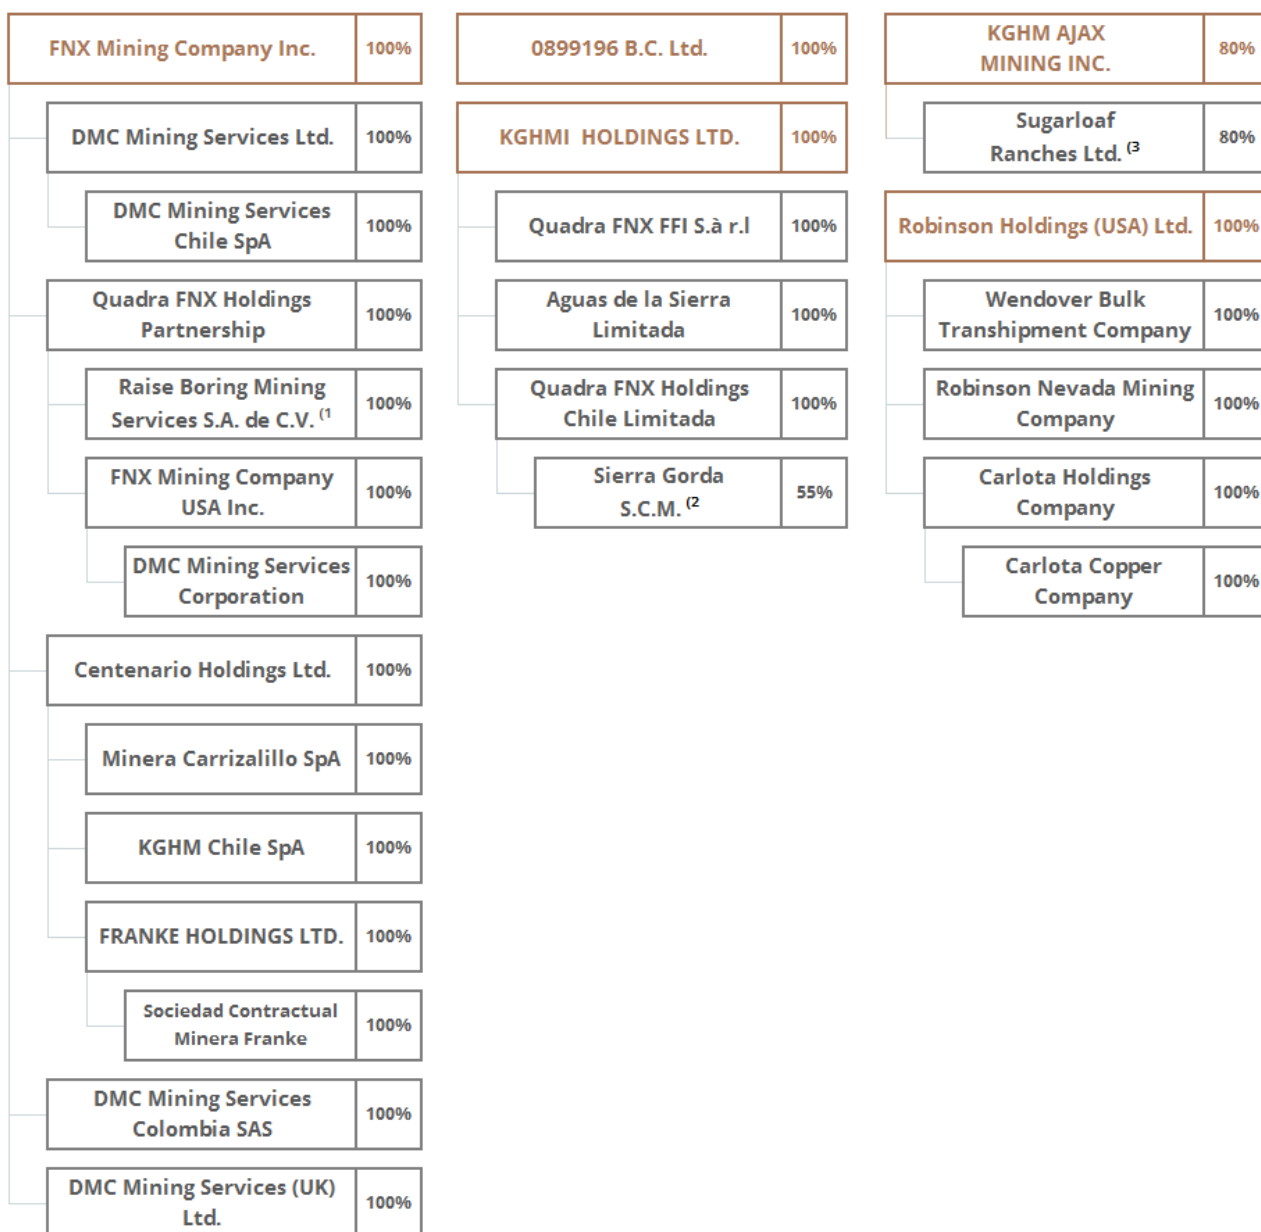 FNX Mining Company Inc. 100%
DMC Mining Services Ltd. 100%
DMC Mining Services
Chile SpA
100%
Quadra FNX Holdings
Partnership
100%
Raise Boring Mining
Services S.A. de C.V. (1
100%
FNX Mining Company
USA Inc.
100%
DMC Mining Services
Corporation
100%
Centenario Holdings Ltd. 100%
Minera Carrizalillo SpA 100%
KGHM Chile SpA 100%
FRANKE HOLDINGS LTD. 100%
Sociedad Contractual
Minera Franke
100%
DMC Mining Services
Colombia SAS
100%
DMC Mining Services (UK)
Ltd.
100%
0899196 B.C. Ltd. 100%
KGHMI HOLDINGS LTD. 100%
Quadra FNX FFI S.à r.l 100%
Aguas de la Sierra
Limitada
100%
Quadra FNX Holdings
Chile Limitada
100%
Sierra Gorda
S.C.M. (2
55%
KGHM AJAX
MINING INC.
80%
Sugarloaf
Ranches Ltd. (3
80%
Robinson Holdings (USA) Ltd. 100%
Wendover Bulk
Transhipment Company
100%
Robinson Nevada Mining
Company
100%
Carlota Holdings
Company
100%
Carlota Copper
Company
100%